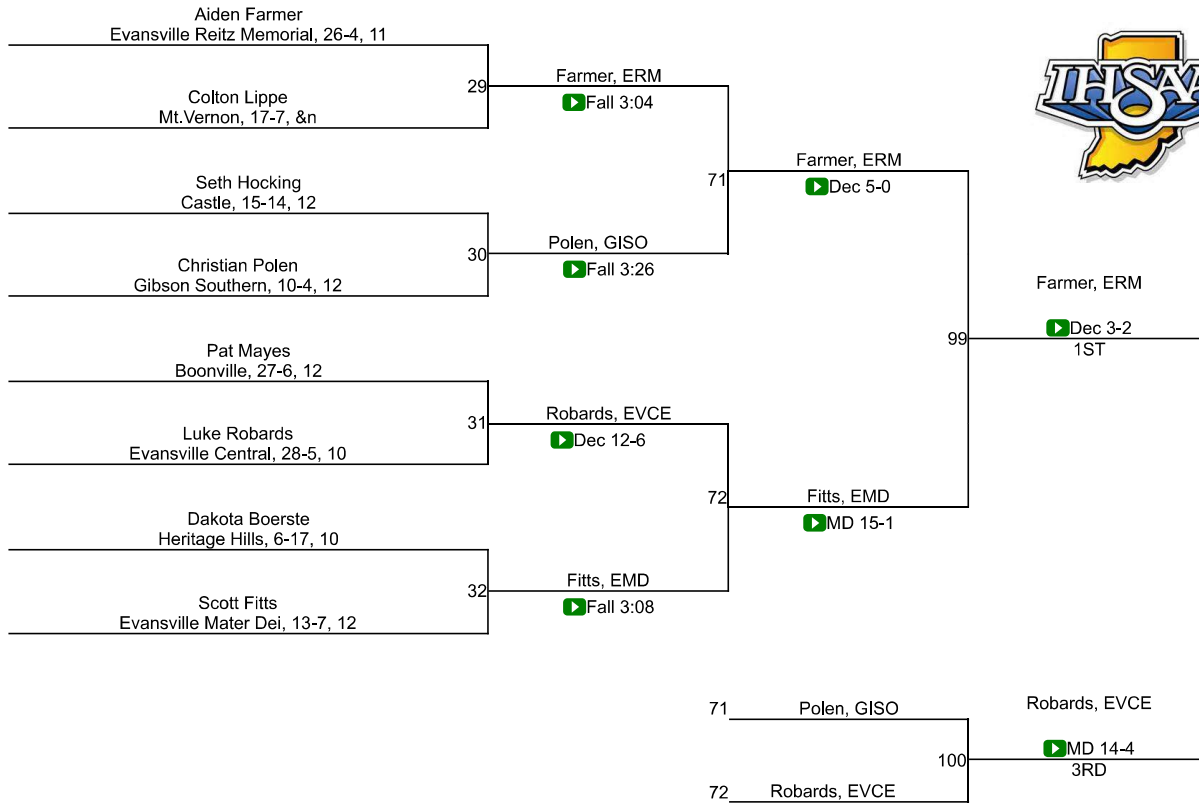 Aiden Farmer
Evansville Reitz Memorial, 26-4, 11
29
Colton Lippe
Mt.Vernon, 17-7, &n
Farmer, ERM
Fall 3:04
Seth Hocking
Castle, 15-14, 12
30
Christian Polen
Gibson Southern, 10-4, 12
Polen, GISO
Fall 3:26
71
Farmer, ERM
Dec 5-0
Pat Mayes
Boonville, 27-6, 12
31
Luke Robards
Evansville Central, 28-5, 10
Robards, EVCE
Dec 12-6
Dakota Boerste
Heritage Hills, 6-17, 10
32
Scott Fitts
Evansville Mater Dei, 13-7, 12
Fitts, EMD
Fall 3:08
72
Fitts, EMD
MD 15-1
99
Farmer, ERM
Dec 3-2
1ST
IHSAA
71
Polen, GISO
72
Robards, EVCE
100
Robards, EVCE
MD 14-4
3RD